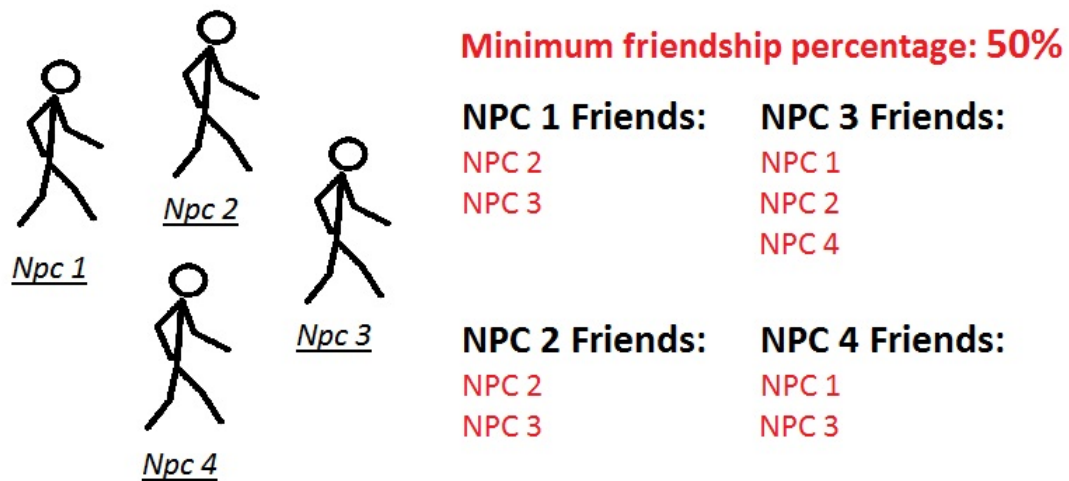 Minimum friendship percentage: 50%
Npc 1
Npc 2
Npc 3
Npc 4
NPC 1 Friends:
NPC 2
NPC 3
NPC 3 Friends:
NPC 1
NPC 2
NPC 4
NPC 2 Friends:
NPC 2
NPC 3
NPC 4 Friends:
NPC 1
NPC 3